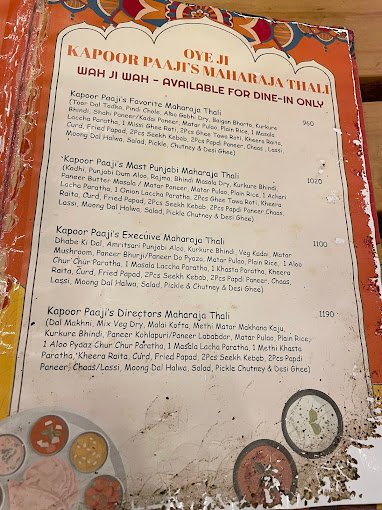 OYE JI
KAPOOR PAAJI'S MAHARAJA THALI
WAH JI WAH - AVAILABLE FOR DINE-IN ONLY
Kapoor Paaji's Favorite Maharaja Thali 960
(Toor Dal Tadka, Pindi Chole, Aloo Gobhi Dry, Baigan Bharta, Kurkure
Bhindi, Shahi Paneer/Kadai Paneer, Matar Pulao, Plain Rice, 1 Masala
Laccha Paratha, 1 Missi Ghee Roti, 2Pcs Ghee Tawa Roti, Kheera Raita,
Curd, Fried Papad, 2Pcs Seekh Kebab, 2PC Papdi Paneer, Chaas , Lassi
Moong Dal Halwa, Salad, Pickle Chutney & Desi Ghee)
Kapoor Paaji's Mast Punjabi Maharaja Thali 1020
(Kadhi, Punjabi Dum Aloo, Rajma, Bhindi Masala Dry, Kurkure Bhindi,
Paneer Butter Masala / Matar Paneer, Matar Pulao, Plain Rice, 1 Achari
Lacha Paratha, 1 Onion Laccha Paratha, 2PCS Ghee Tawa Roti, Kheera
Raita, Curd, Fried Papad, 2PCS Seekh Kebab, 2PC Papdi Paneer Chaas,
Lassi, Moong Dal Halwa, Salad, Pickle Chutney & Desi Ghee)
Kapoor Paaji's Execuive Maharaja Thali 1100
Dhabe Ki Dal, Amritsari Punjabi Aloo, Kurkure Bhindi, Veg Kadai, Matar
Mushroom, Paneer Bhurji/Paneer Do Pyaza, Matar Pulao, Plain Rice, 1 Aloo
Chur Chur Paratha, 1 Masala Laccha Paratha, 1 Khasta Paratha, Kheera
Raita, Curd, Fried Papad, 2Pcs Seekh Kebab, 2PCS Papdi Paneer, Chaas,
Lassi, Moong Dal Halwa, Salad, Pickle Chutney & Desi Ghee)
Kapoor Paaji's Directors Maharaja Thali 1190
(Dal Makhni, Mix Veg Dry, Malai Kofta, Methi Matar Makhana Kaju,
Kurkure Bhindi, Paneer Kohlapuri/Paneer Lababdar, Matar Pulao, Plain Rice,
1 Aloo Pyaaz Chur Chur Paratha, 1 Masala Lacha Paratha, 1 Methi Khasta
Paratha, Kheera Raita, Curd, Fried Papad, 2PCS Seekh Kebab, 2PCS Papdi
Paneer, Chaas/Lassi, Moong Dal Halwa, Salad, Pickle Chutney & Desi Ghee)